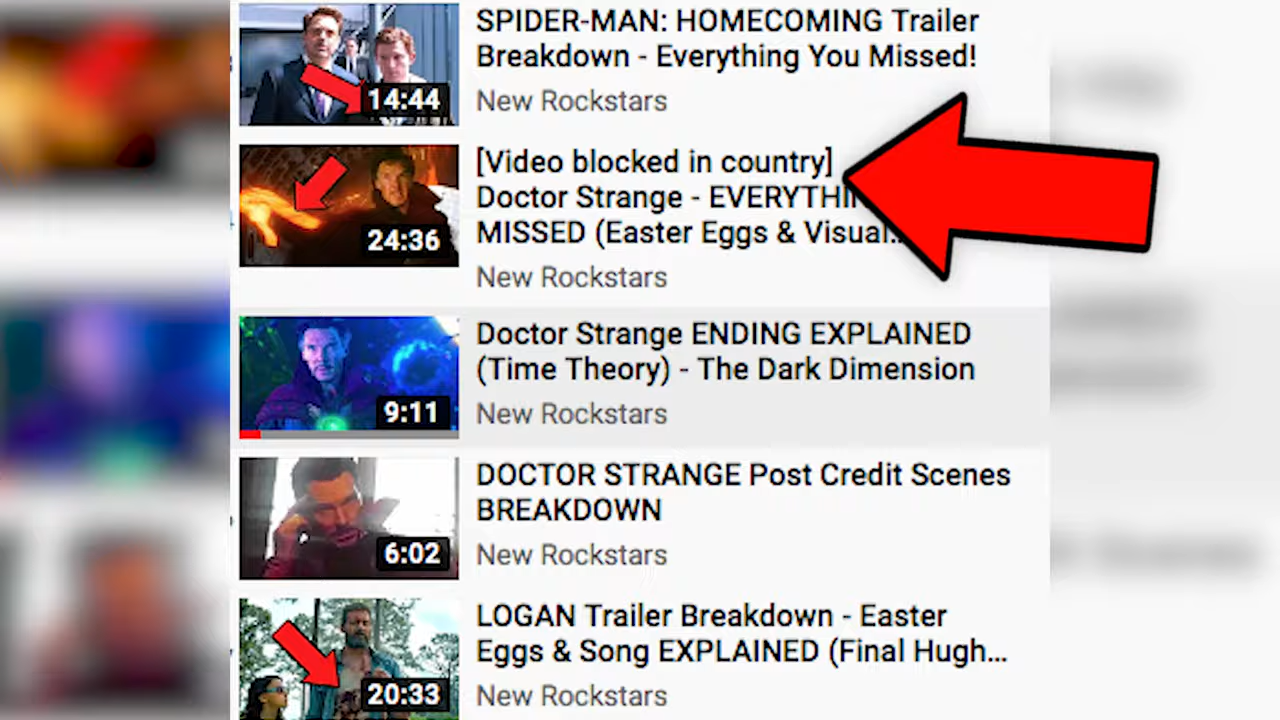 SPIDER-MAN: HOMECOMING Trailer
Breakdown - Everything You Missed!
New Rockstars
14:44
[Video blocked in country]
Doctor Strange - EVERYTHI
MISSED (Easter Eggs & Visual...
New Rockstars
24:36
Doctor Strange ENDING EXPLAINED
(Time Theory) - The Dark Dimension
New Rockstars
9:11
DOCTOR STRANGE Post Credit Scenes
BREAKDOWN
New Rockstars
6:02
LOGAN Trailer Breakdown - Easter
Eggs & Song EXPLAINED (Final Hugh...
New Rockstars
20:33